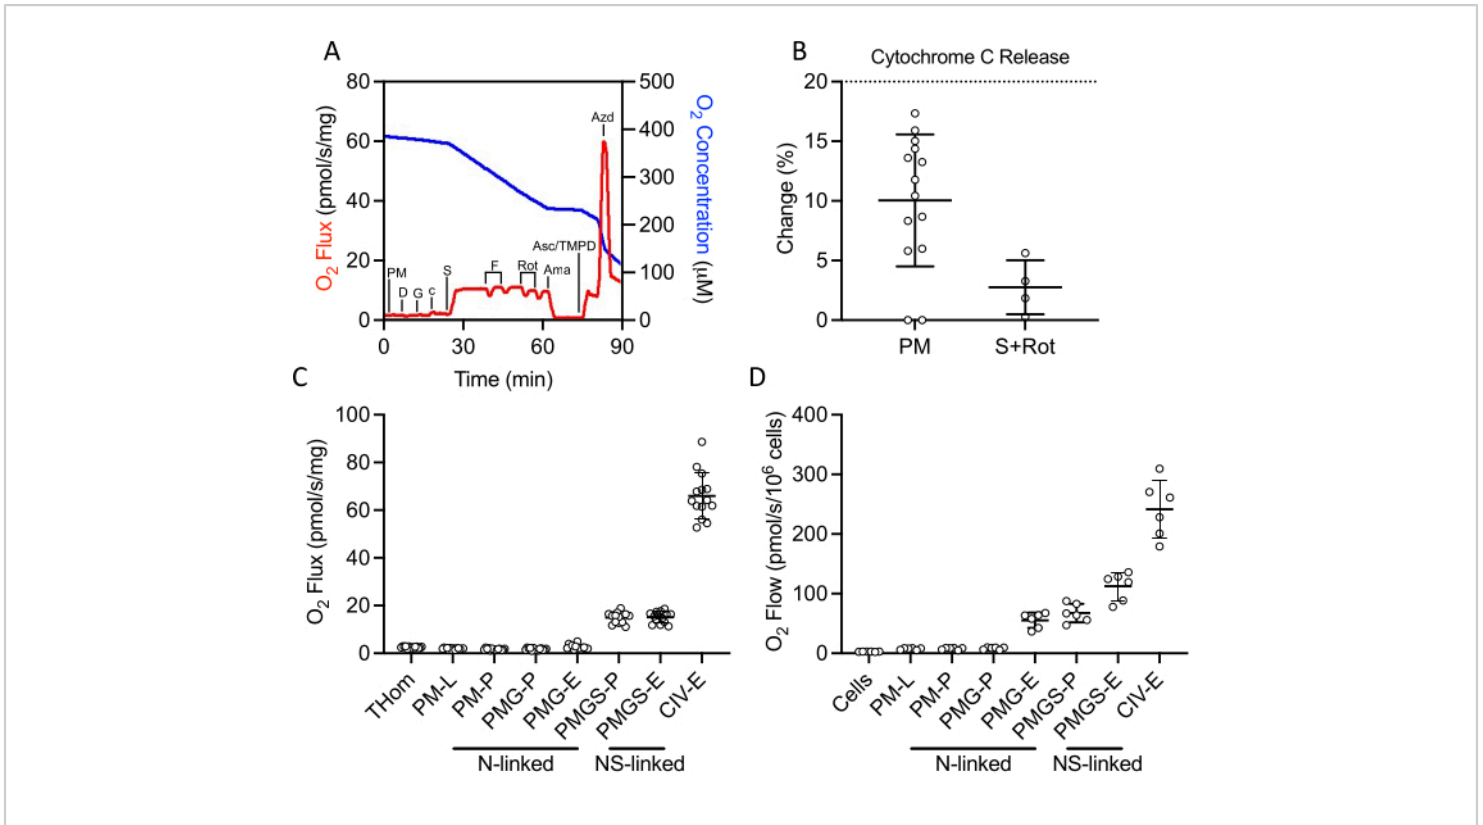 A
80
60
40
20
0
O2 Flux (pmol/s/mg)
500
400
300
200
100
0
O2 Concentration (μM)
Azd
Asc/TMPD
PM
D
G
c
S
F
Rot
Ama
0 30 60 90
Time (min)
B
Cytochrome C Release
20
15
10
5
0
Change (%)
PM S+Rot
C
100
80
60
40
20
0
O2 Flux (pmol/s/mg)
THom
PM-L
PM-P
PMG-P
PMG-E
PMGS-P
PMGS-E
CIV-E
N-linked NS-linked
D
400
300
200
100
0
O2 Flow (pmol/s/10^6 cells)
Cells
PM-L
PM-P
PMG-P
PMG-E
PMGS-P
PMGS-E
CIV-E
N-linked NS-linked